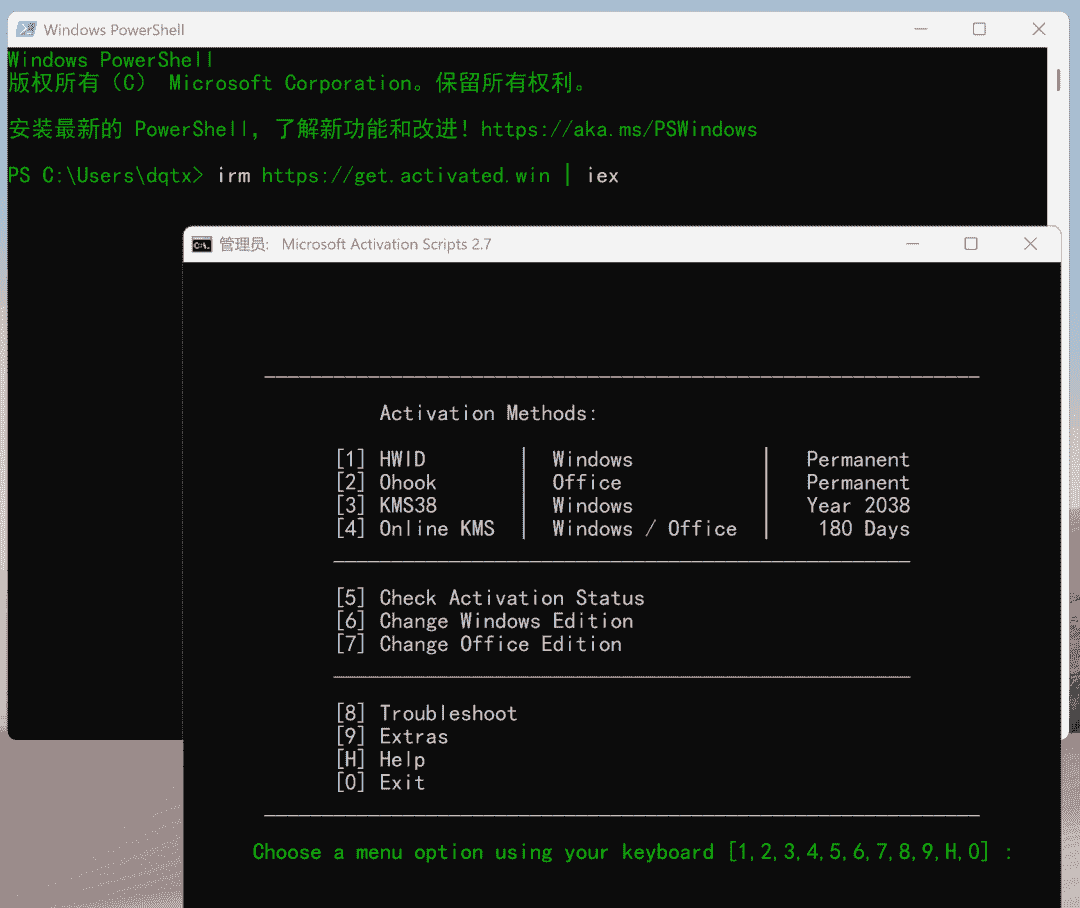 Windows PowerShell
Windows PowerShell
版权所有（C） Microsoft Corporation。保留所有权利。
安装最新的 PowerShell，了解新功能和改进！https://aka.ms/PSWindows
PS C:\Users\dqtx> irm https://get.activated.win | iex
管理员: Microsoft Activation Scripts 2.7
Activation Methods:
[1] HWID | Windows | Permanent
[2] Ohook | Office | Permanent
[3] KMS38 | Windows | Year 2038
[4] Online KMS | Windows / Office | 180 Days
[5] Check Activation Status
[6] Change Windows Edition
[7] Change Office Edition
[8] Troubleshoot
[9] Extras
[H] Help
[0] Exit
Choose a menu option using your keyboard [1,2,3,4,5,6,7,8,9,H,0] :